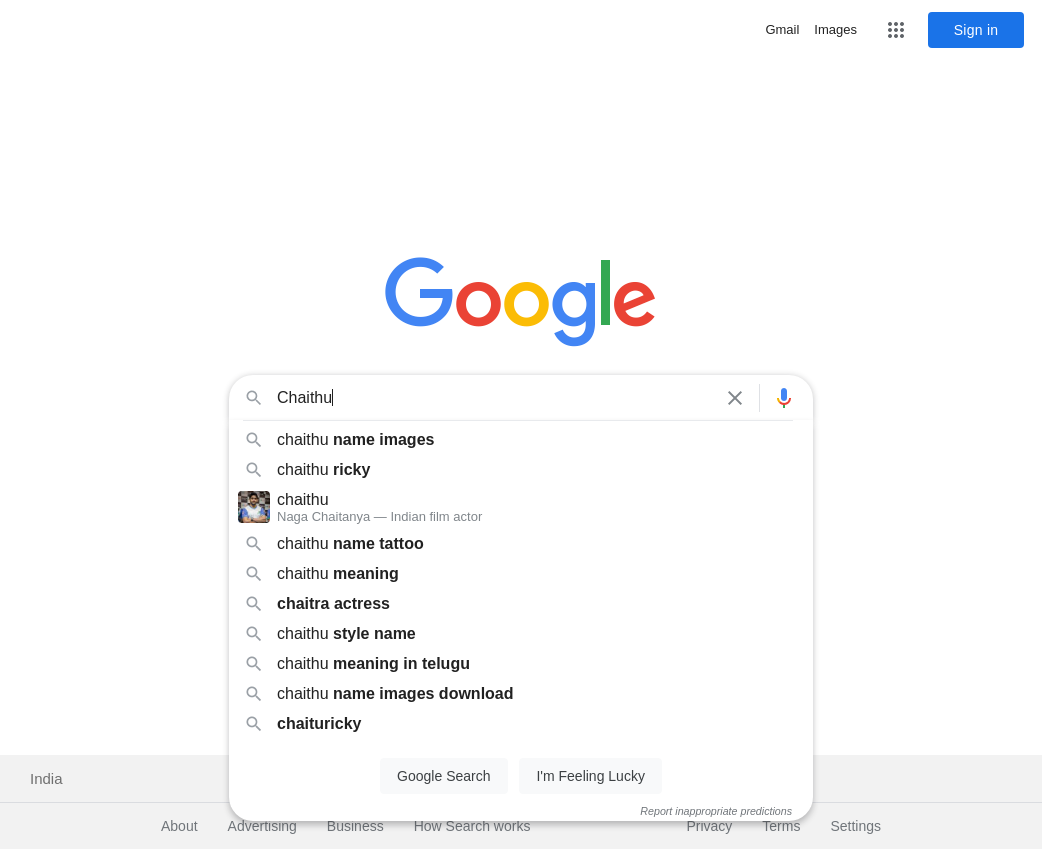 Gmail Images Sign in
Google
Chaithu
chaithu name images
chaithu ricky
chaithu
Naga Chaitanya — Indian film actor
chaithu name tattoo
chaithu meaning
chaitra actress
chaithu style name
chaithu meaning in telugu
chaithu name images download
chaituricky
Google Search I'm Feeling Lucky
India
Report inappropriate predictions
About Advertising Business How Search works Privacy Terms Settings